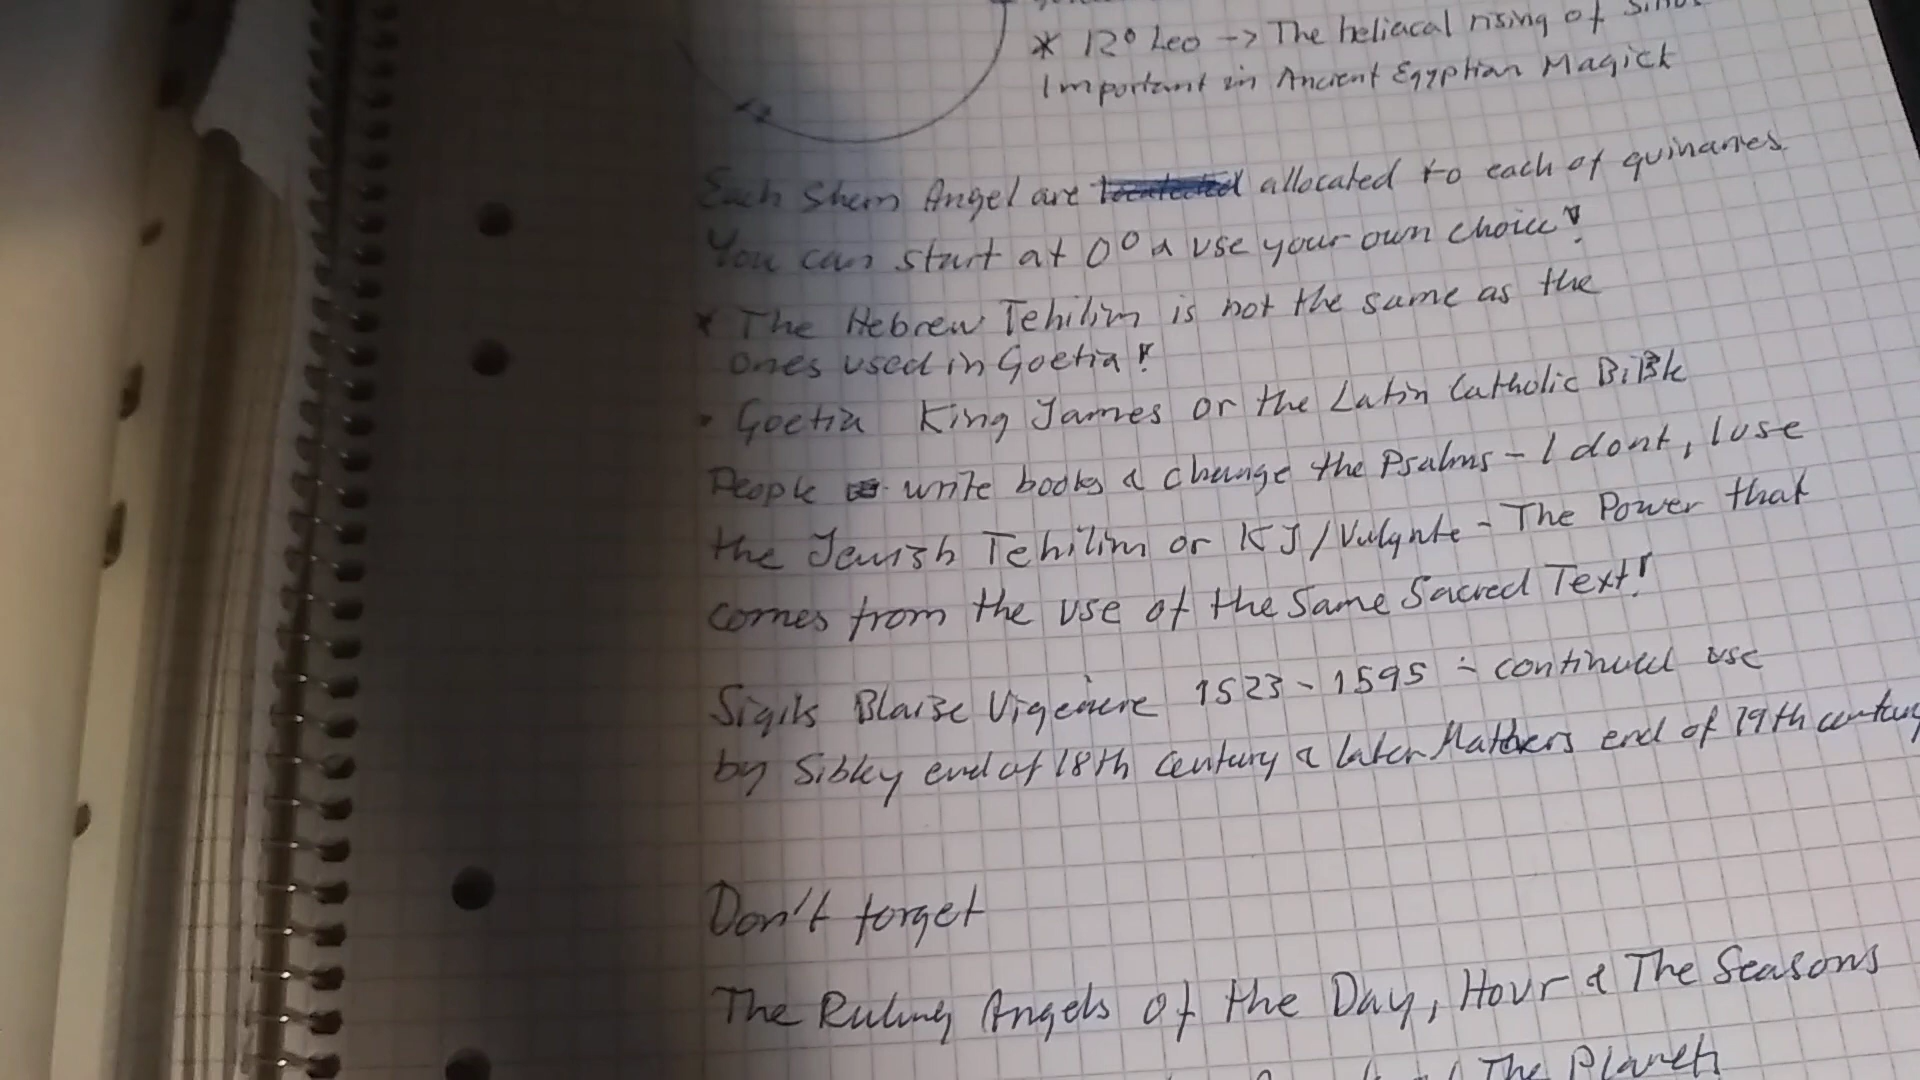 * 12° Leo -> The heliacal rising of
Important in Ancient Egyptian Magick
Each Shem Angel are allocated to each of quinaries
You can start at 0° & use your own choice!
* The Hebrew Tehilim is not the same as the
ones used in Goetia!
• Goetia King James or the Latin Catholic Bible
People write books & change the Psalms - I dont, I use
the Jewish Tehilim or KJ/Vulgate - The Power that
comes from the use of the same Sacred Text!
Sigils Blaise Vigenere 1523 - 1595 - continued use
by Sibley end of 18th century & later Mathers end of 19th century
Don't forget
The Ruling Angels of the Day, Hour & The Seasons
The Planets